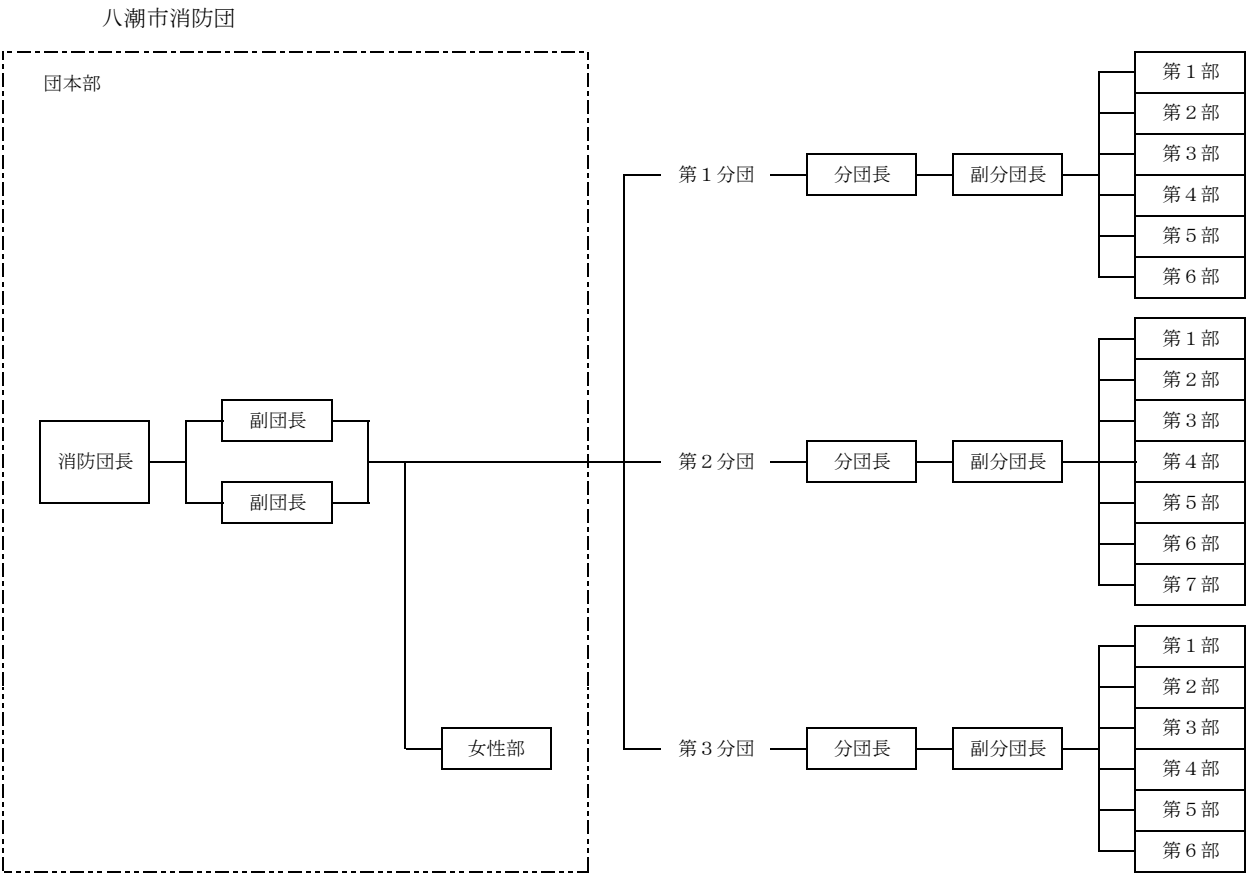 八潮市消防団
団本部
消防団長
副団長
副団長
女性部
第１分団
分団長
副分団長
第１部
第２部
第３部
第４部
第５部
第６部
第２分団
分団長
副分団長
第１部
第２部
第３部
第４部
第５部
第６部
第７部
第３分団
分団長
副分団長
第１部
第２部
第３部
第４部
第５部
第６部